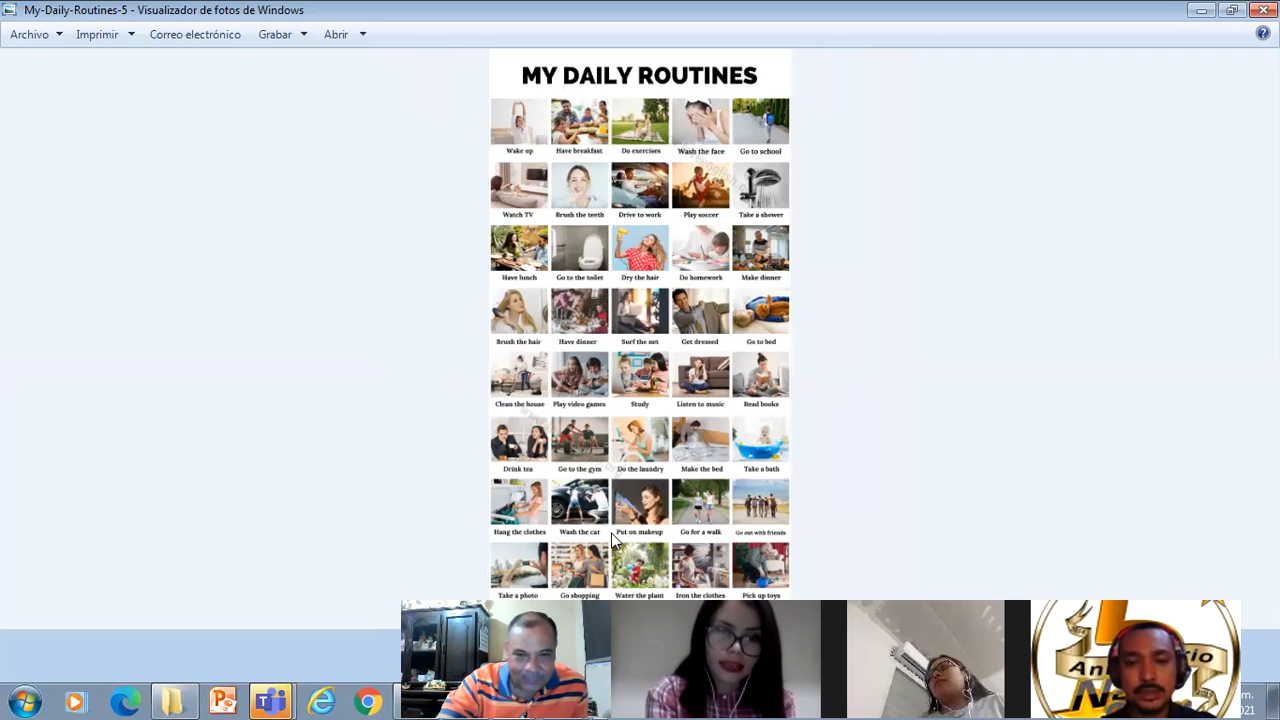 My-Daily-Routines-5 - Visualizador de fotos de Windows
Archivo Imprimir Correo electrónico Grabar Abrir
MY DAILY ROUTINES
Wake up Have breakfast Do exercises Wash the face Go to school
Watch TV Brush the teeth Drive to work Play soccer Take a shower
Have lunch Go to the toilet Dry the hair Do homework Make dinner
Brush the hair Have dinner Surf the net Get dressed Go to bed
Clean the house Play video games Study Listen to music Read books
Drink tea Go to the gym Do the laundry Make the bed Take a bath
Hang the clothes Wash the car Put on makeup Go for a walk Go out with friends
Take a photo Go shopping Water the plant Iron the clothes Pick up toys